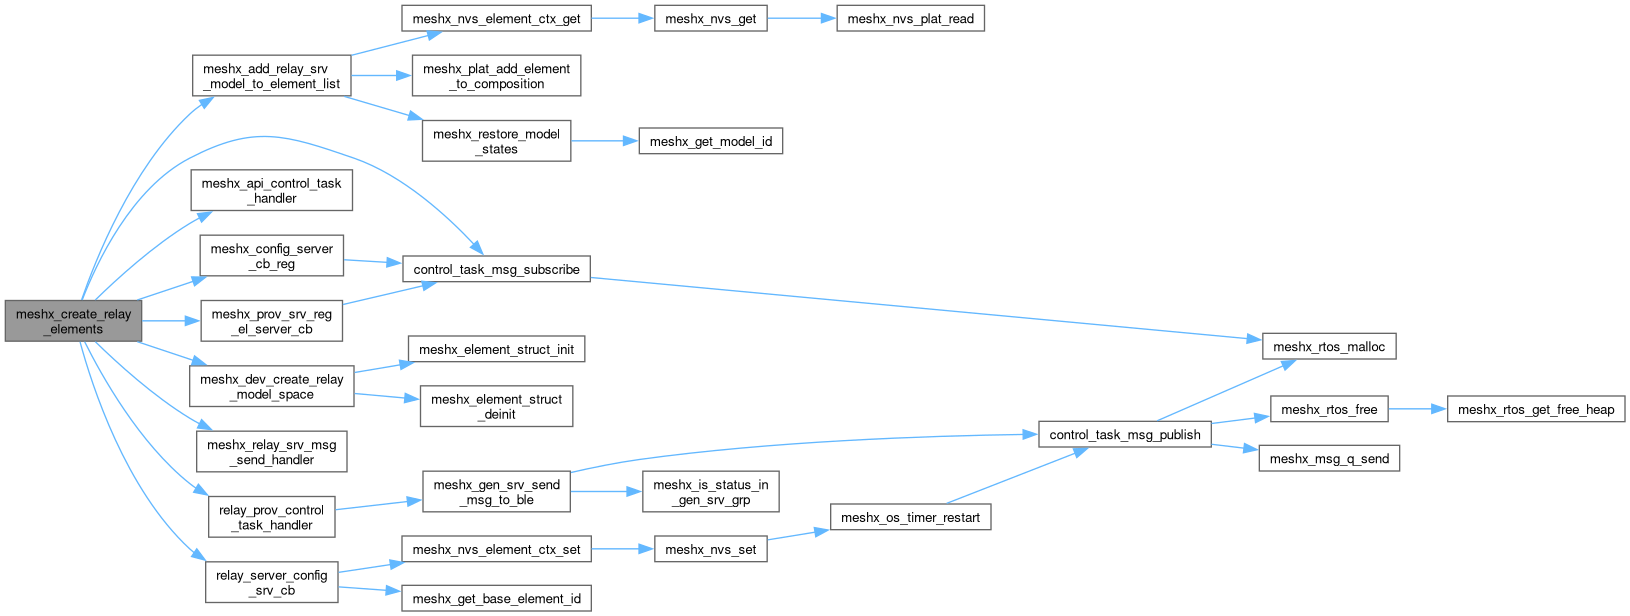 meshx_create_relay
_elements
meshx_add_relay_srv
_model_to_element_list
meshx_nvs_element_ctx_get
meshx_nvs_get
meshx_nvs_plat_read
meshx_plat_add_element
_to_composition
meshx_restore_model
_states
meshx_get_model_id
meshx_api_control_task
_handler
meshx_config_server
_cb_reg
control_task_msg_subscribe
meshx_prov_srv_reg
_el_server_cb
meshx_rtos_malloc
meshx_dev_create_relay
_model_space
meshx_element_struct_init
meshx_element_struct
_deinit
meshx_relay_srv_msg
_send_handler
relay_prov_control
_task_handler
meshx_gen_srv_send
_msg_to_ble
meshx_is_status_in
_gen_srv_grp
control_task_msg_publish
meshx_rtos_free
meshx_rtos_get_free_heap
meshx_msg_q_send
relay_server_config
_srv_cb
meshx_nvs_element_ctx_set
meshx_nvs_set
meshx_os_timer_restart
meshx_get_base_element_id